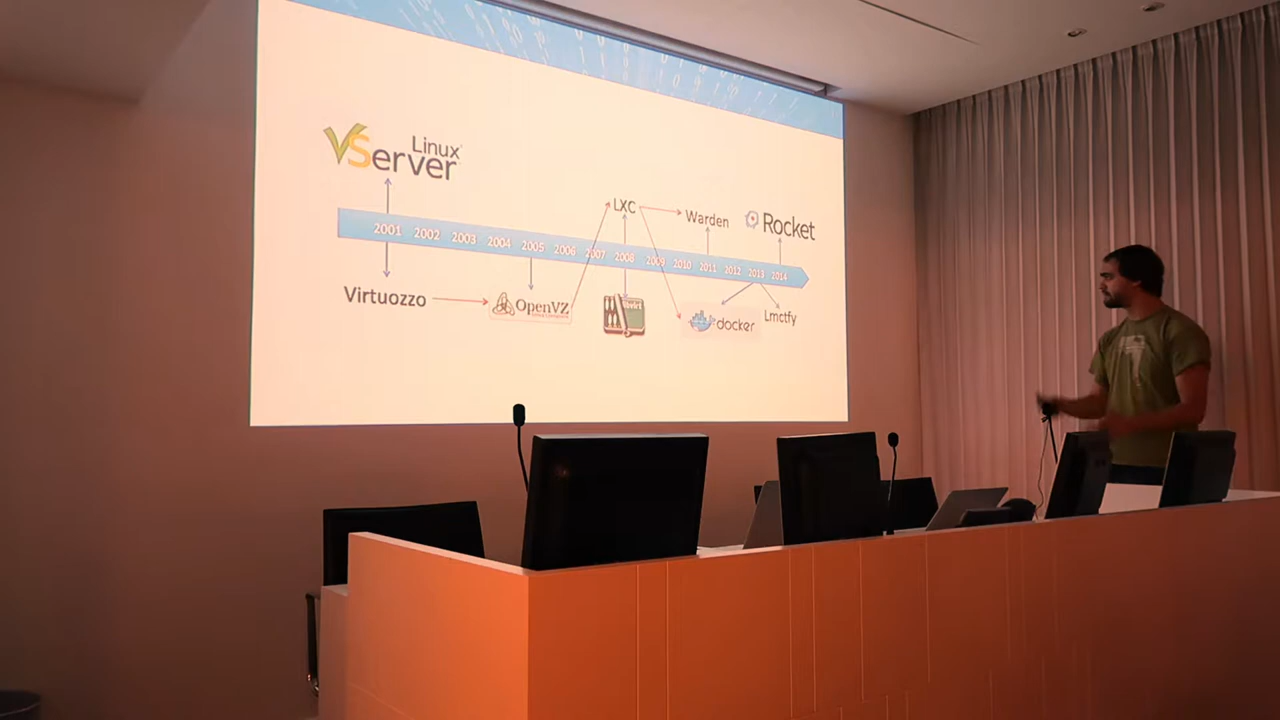 Linux
VServer
LXC
Warden
Rocket
2001 2002 2003 2004 2005 2006 2007 2008 2009 2010 2011 2012 2013 2014
Virtuozzo
OpenVZ
docker
Lmctfy